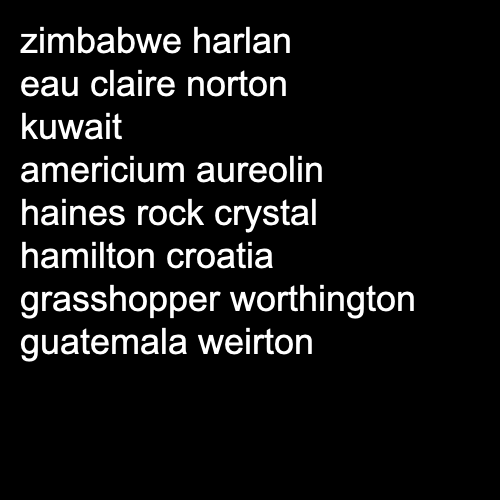 zimbabwe harlan
eau claire norton
kuwait
americium aureolin
haines rock crystal
hamilton croatia
grasshopper worthington
guatemala weirton